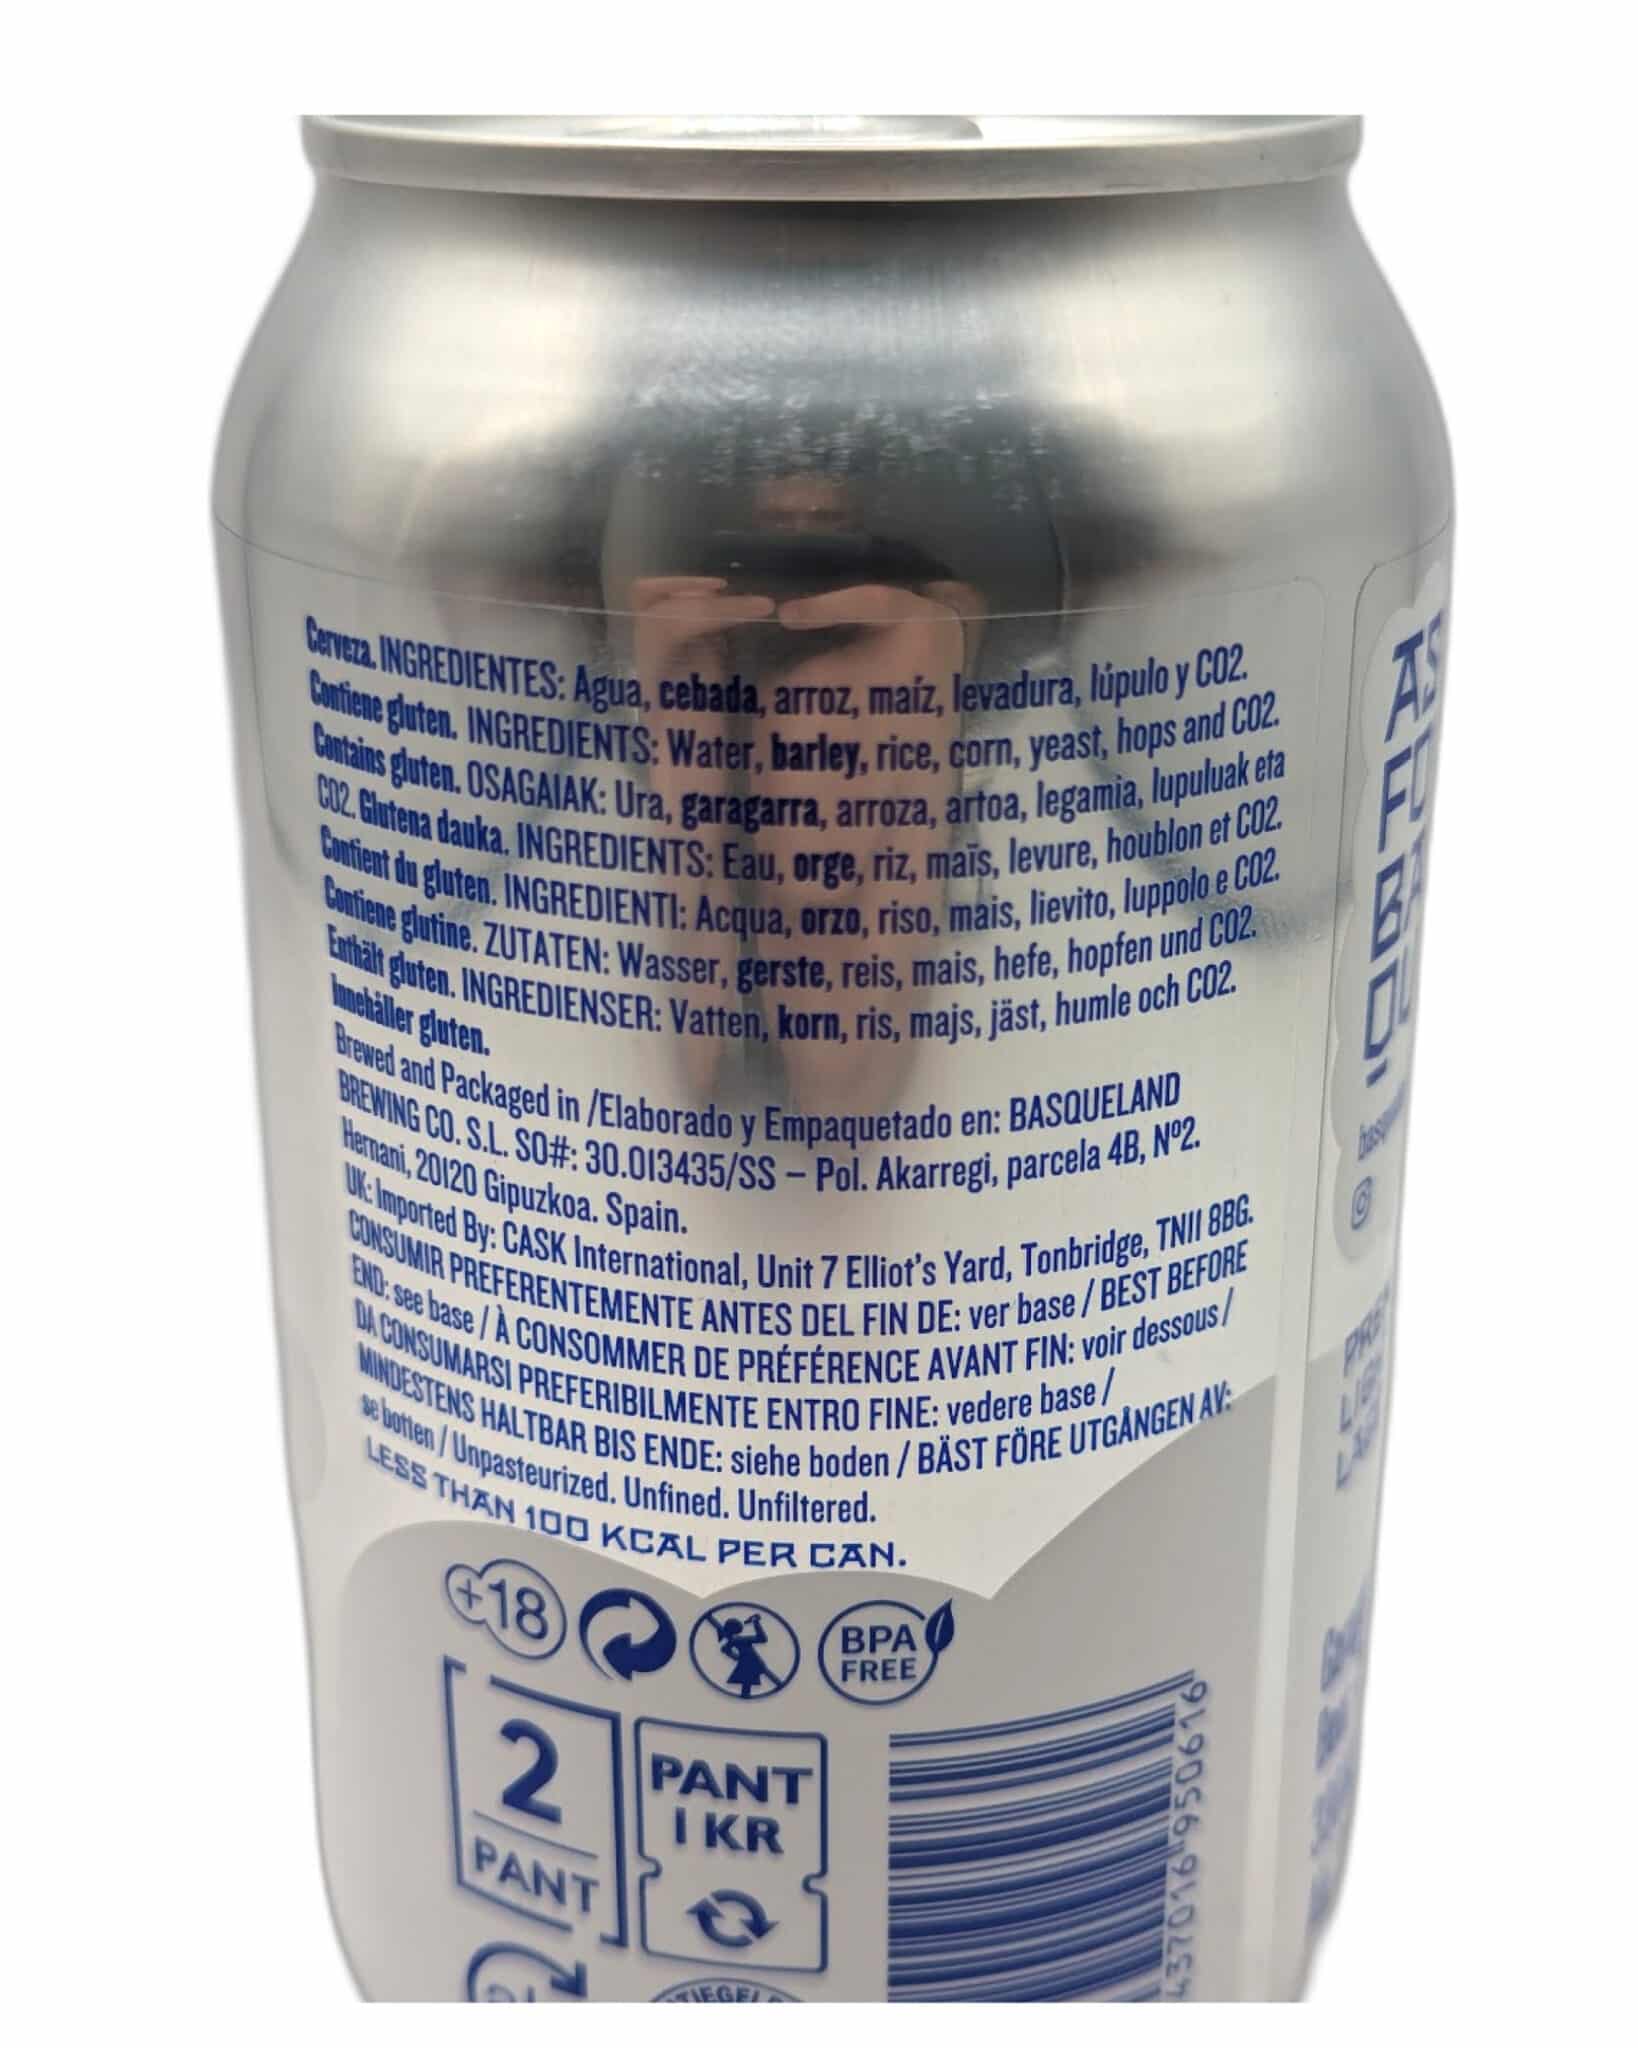 Cerveza. INGREDIENTES: Agua, cebada, arroz, maíz, levadura, lúpulo y CO2.
Contiene gluten. INGREDIENTS: Water, barley, rice, corn, yeast, hops and CO2.
Contains gluten. OSAGAIAK: Ura, garagarra, arroza, artoa, legamia, lupuluak eta
CO2. Glutena dauka. INGREDIENTS: Eau, orge, riz, maïs, levure, houblon et CO2.
Contient du gluten. INGREDIENTI: Acqua, orzo, riso, mais, lievito, luppolo e CO2.
Contiene glutine. ZUTATEN: Wasser, gerste, reis, mais, hefe, hopfen und CO2.
Enthält gluten. INGREDIENSER: Vatten, korn, ris, majs, jäst, humle och CO2.
Innehåller gluten.
Brewed and Packaged in /Elaborado y Empaquetado en: BASQUELAND
BREWING CO. S.L. SO#: 30.013435/SS – Pol. Akarregi, parcela 4B, Nº2.
Hernani, 20120 Gipuzkoa. Spain.
UK: Imported By: CASK International, Unit 7 Elliot's Yard, Tonbridge, TN11 8BG.
CONSUMIR PREFERENTEMENTE ANTES DEL FIN DE: ver base / BEST BEFORE
END: see base / À CONSOMMER DE PRÉFÉRENCE AVANT FIN: voir dessous /
DA CONSUMARSI PREFERIBILMENTE ENTRO FINE: vedere base /
MINDESTENS HALTBAR BIS ENDE: siehe boden / BÄST FÖRE UTGÅNGEN AV:
se botten / Unpasteurized. Unfined. Unfiltered.
LESS THAN 100 KCAL PER CAN.
+18
BPA
FREE
2
PANT
PANT
1 KR
437016 950616